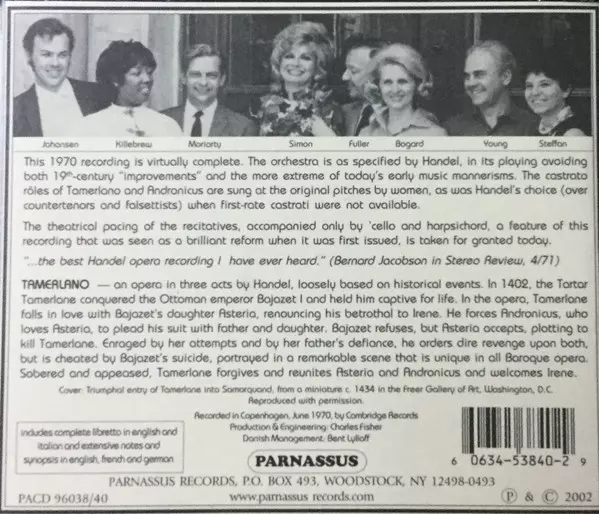 Johansen Killebrew Moriarty Simon Fuller Bogard Young Steffan
This 1970 recording is virtually complete. The orchestra is as specified by Handel, in its playing avoiding
both 19th-century "improvements" and the more extreme of today's early music mannerisms. The castrato
rôles of Tamerlano and Andronicus are sung at the original pitches by women, as was Handel's choice (over
countertenors and falsettists) when first-rate castrati were not available.
The theatrical pacing of the recitatives, accompanied only by 'cello and harpsichord, a feature of this
recording that was seen as a brilliant reform when it was first issued, is taken for granted today.
"...the best Handel opera recording I have ever heard." (Bernard Jacobson in Stereo Review, 4/71)
TAMERLANO — an opera in three acts by Handel, loosely based on historical events. In 1402, the Tartar
Tamerlane conquered the Ottoman emperor Bajazet I and held him captive for life. In the opera, Tamerlane
falls in love with Bajazet's daughter Asteria, renouncing his betrothal to Irene. He forces Andronicus, who
loves Asteria, to plead his suit with father and daughter. Bajazet refuses, but Asteria accepts, plotting to
kill Tamerlane. Enraged by her attempts and by her father's defiance, he orders dire revenge upon both,
but is cheated by Bajazet's suicide, portrayed in a remarkable scene that is unique in all Baroque opera.
Sobered and appeased, Tamerlane forgives and reunites Asteria and Andronicus and welcomes Irene.
Cover: Triumphal entry of Tamerlane into Samarquand, from a miniature c. 1434 in the Freer Gallery of Art, Washington, D.C.
Reproduced with permission.
Recorded in Copenhagen, June 1970, by Cambridge Records
Production & Engineering: Charles Fisher
Danish Management: Bent Lylloff
includes complete libretto in english and
italian and extensive notes and
synopsis in english, french and german
PARNASSUS
6 0634-53840-2 9
PARNASSUS RECORDS, P.O. BOX 493, WOODSTOCK, NY 12498-0493
PACD 96038/40 www.parnassus records.com Ⓟ & © 2002